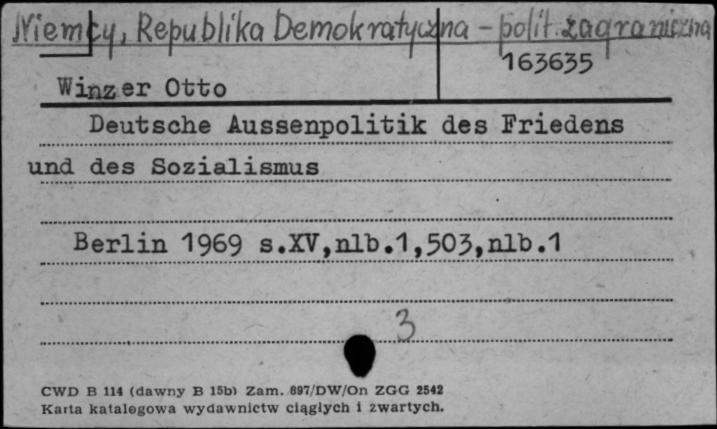 Niemcy, Republika Demokratyczna - polit. zagraniczna
163635
Winzer Otto
Deutsche Aussenpolitik des Friedens
und des Sozialismus
Berlin 1969 s.XV,nlb.1,503,nlb.1
3
CWD B 114 (dawny B 15b) Zam. 697/DW/On ZGG 2542
Karta katalogowa wydawnictw ciągłych i zwartych.